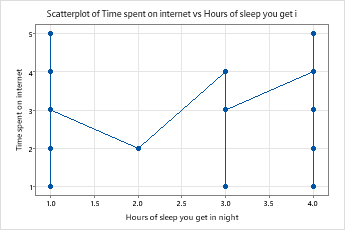 Scatterplot of Time spent on internet vs Hours of sleep you get i
5
4
3
2
1
Time spent on internet
1.0 1.5 2.0 2.5 3.0 3.5 4.0
Hours of sleep you get in night